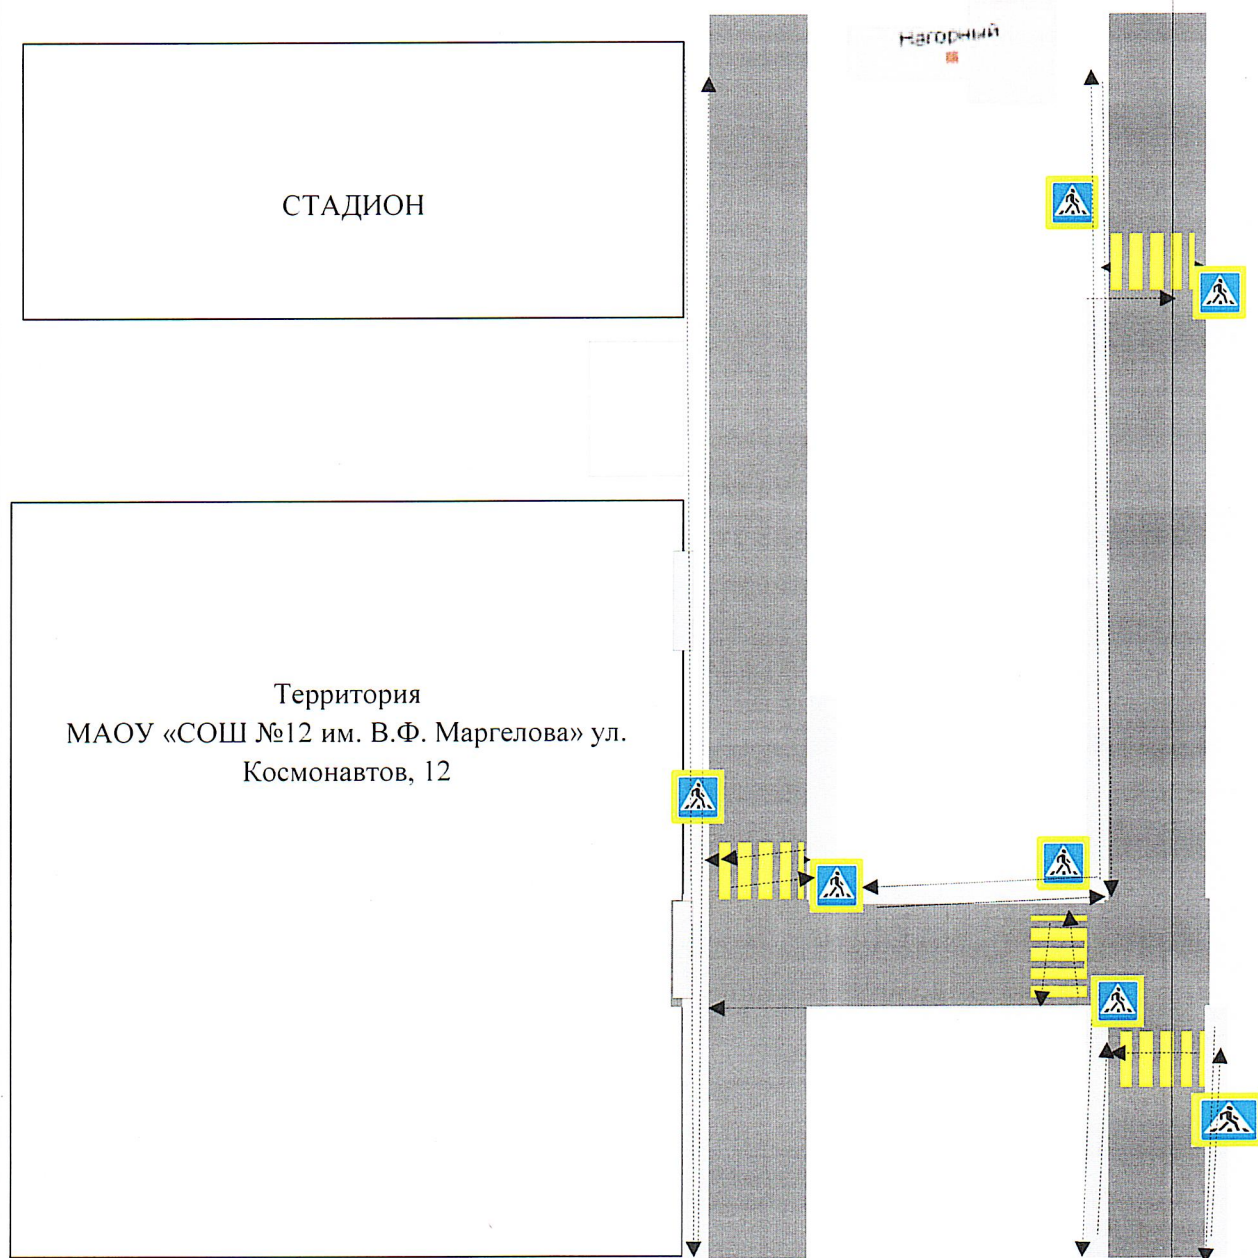 Нагорный
СТАДИОН
Территория
МАОУ «СОШ №12 им. В.Ф. Маргелова» ул.
Космонавтов, 12